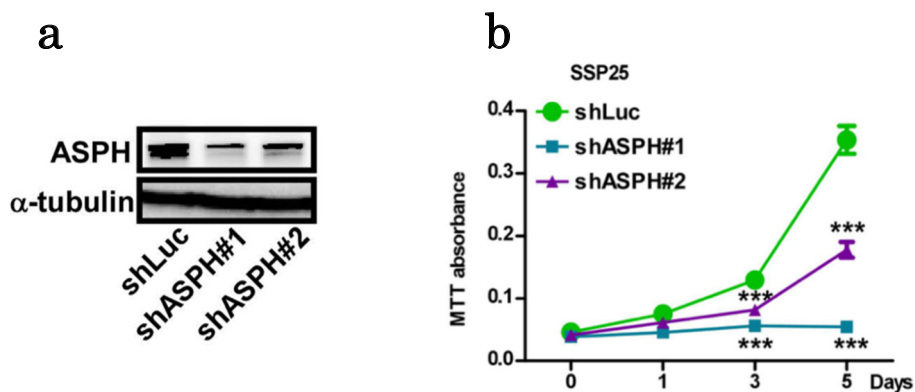 a
ASPH
α-tubulin
shLuc
shASPH#1
shASPH#2
b
SSP25
shLuc
shASPH#1
shASPH#2
MTT absorbance
0.4
0.3
0.2
0.1
0.0
***
***
***
***
0 1 3 5 Days